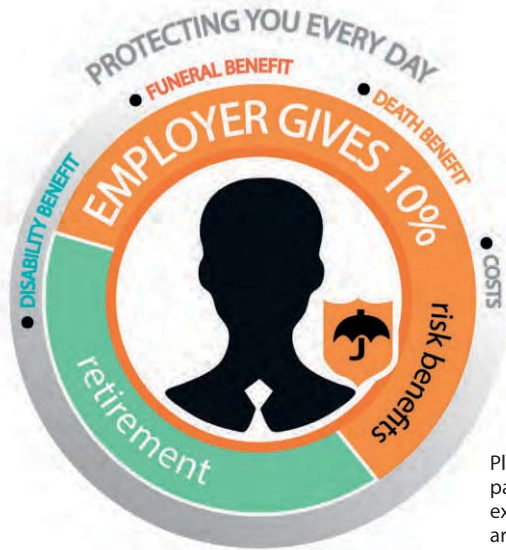 PROTECTING YOU EVERY DAY
DISABILITY BENEFIT
FUNERAL BENEFIT
DEATH BENEFIT
COSTS
EMPLOYER GIVES 10%
risk benefits
retirement